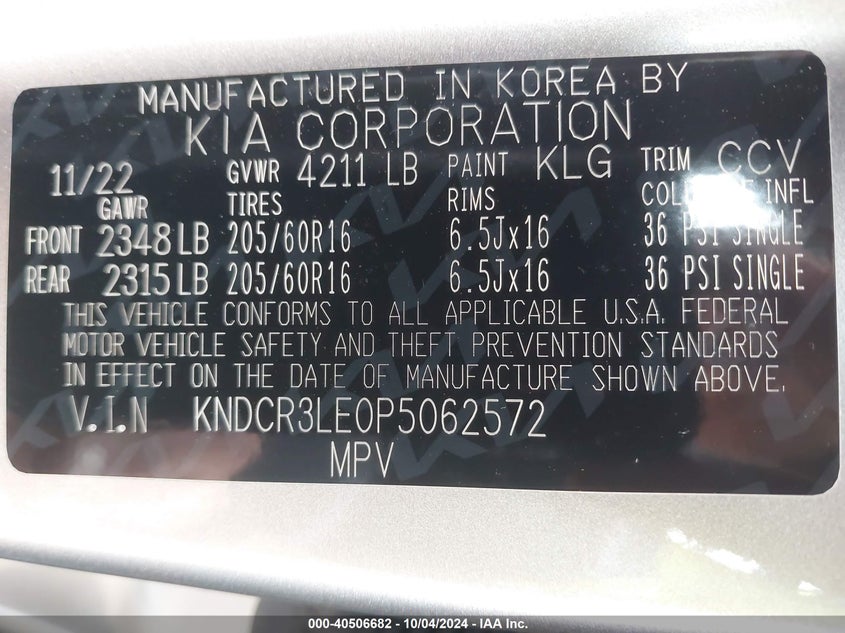 MANUFACTURED IN KOREA BY
KIA CORPORATION
11/22 GVWR 4211 LB PAINT KLG TRIM CCV
GAWR TIRES RIMS INFL
FRONT 2348 LB 205/60R16 6.5Jx16 36 PSI SINGLE
REAR 2315 LB 205/60R16 6.5Jx16 36 PSI SINGLE
THIS VEHICLE CONFORMS TO ALL APPLICABLE U.S.A. FEDERAL
MOTOR VEHICLE SAFETY AND THEFT PREVENTION STANDARDS
IN EFFECT ON THE DATE OF MANUFACTURE SHOWN ABOVE.
V.I.N KNDCR3LE0P5062572
MPV
000-40506682 - 10/04/2024 - IAA Inc.